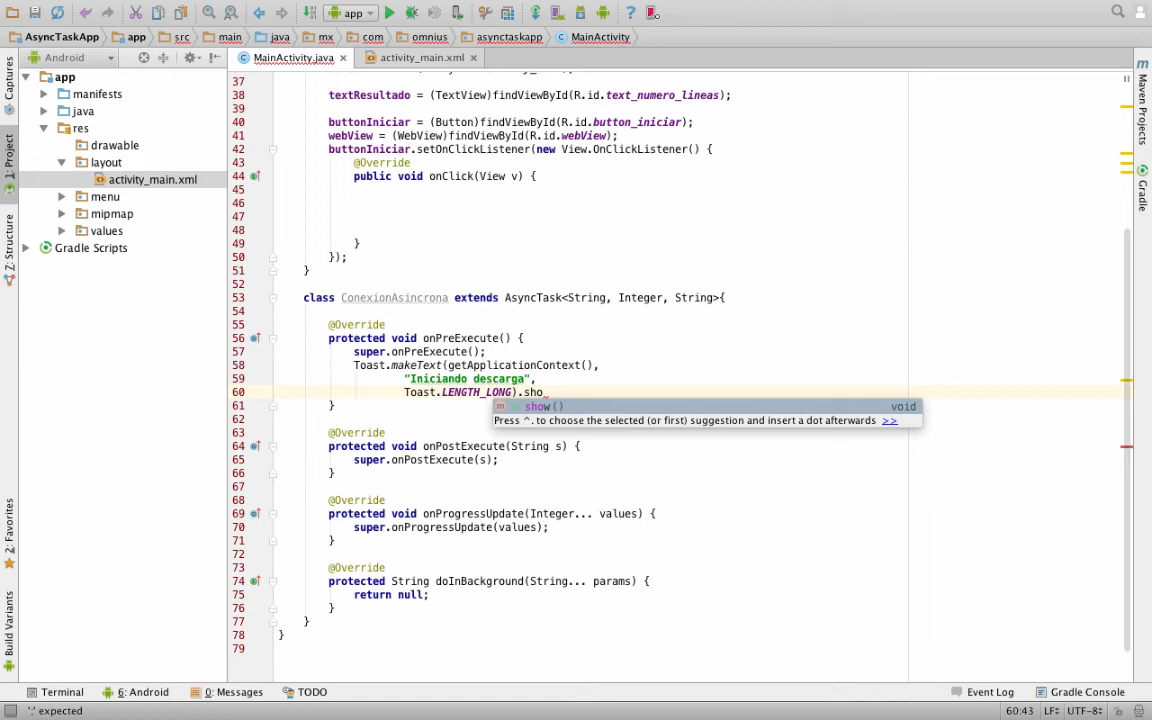 app
AsyncTaskApp app src main java mx com omnius asynctaskapp MainActivity
Android
MainActivity.java activity_main.xml
Captures
1: Project
7: Structure
2: Favorites
Build Variants
Maven Projects
Gradle
app
manifests
java
res
drawable
layout
activity_main.xml
menu
mipmap
values
Gradle Scripts
37
38 textResultado = (TextView)findViewById(R.id.text_numero_lineas);
39
40 buttonIniciar = (Button)findViewById(R.id.button_iniciar);
41 webView = (WebView)findViewById(R.id.webView);
42 buttonIniciar.setOnClickListener(new View.OnClickListener() {
43 @Override
44 public void onClick(View v) {
45
46
47
48
49 }
50 });
51 }
52
53 class ConexionAsincrona extends AsyncTask<String, Integer, String>{
54
55 @Override
56 protected void onPreExecute() {
57 super.onPreExecute();
58 Toast.makeText(getApplicationContext(),
59 "Iniciando descarga",
60 Toast.LENGTH_LONG).sho
m show() void
Press ^. to choose the selected (or first) suggestion and insert a dot afterwards >>
61 }
62
63 @Override
64 protected void onPostExecute(String s) {
65 super.onPostExecute(s);
66 }
67
68 @Override
69 protected void onProgressUpdate(Integer... values) {
70 super.onProgressUpdate(values);
71 }
72
73 @Override
74 protected String doInBackground(String... params) {
75 return null;
76 }
77 }
78 }
79
Terminal 6: Android 0: Messages TODO Event Log Gradle Console
';' expected 60:43 LF UTF-8